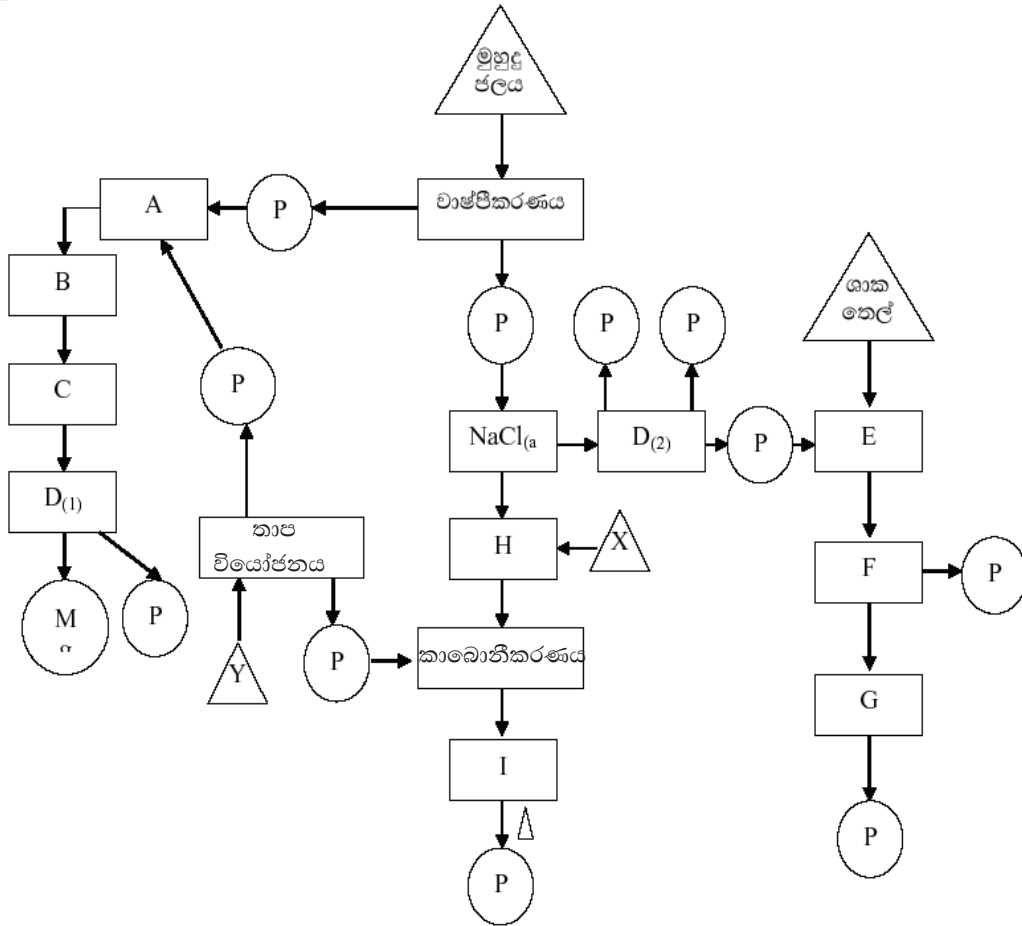 මුහුදු
ජලය
A
P
වාෂ්පීකරණය
B
P
P
P
ශාක
තෙල්
C
P
NaCl(a
D(2)
P
E
D(1)
තාප
වියෝජනය
H
X
F
P
M
P
Y
P
කාබොනීකරණය
G
I
P
P